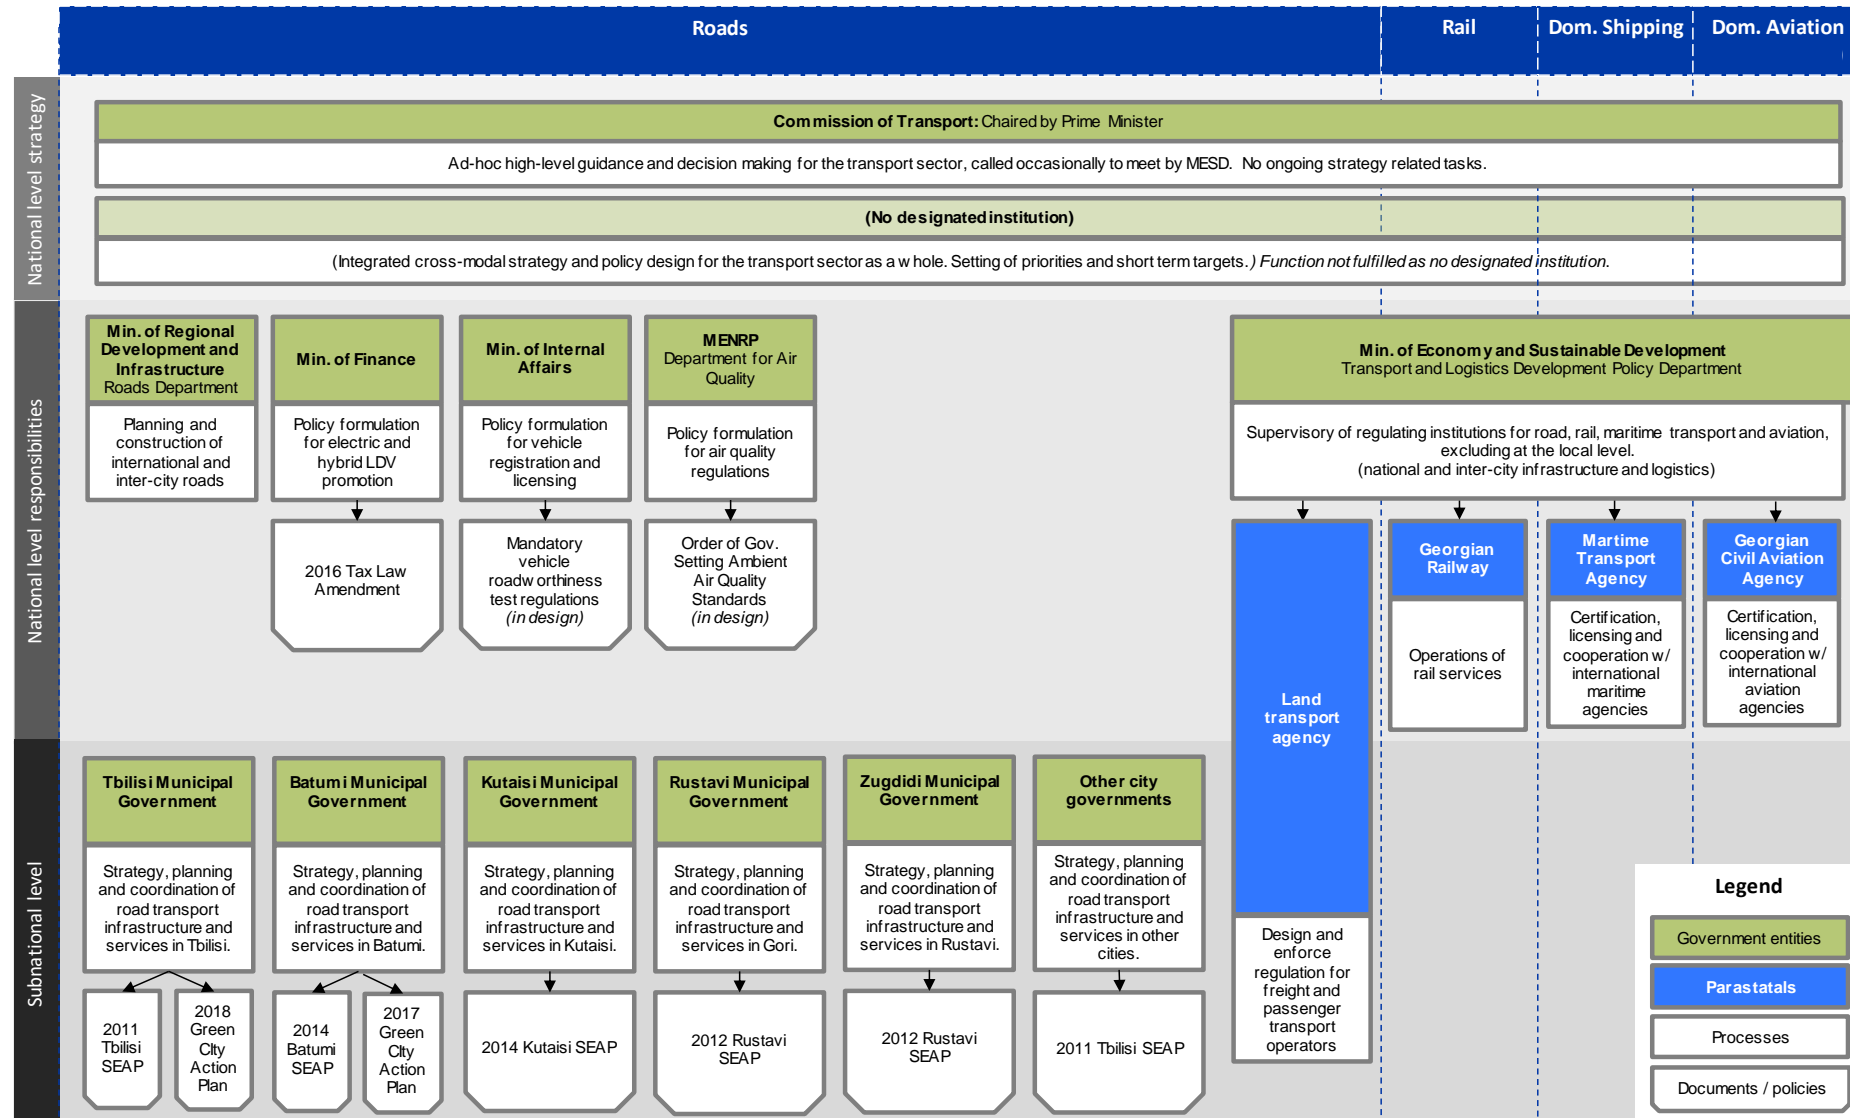 Roads
Rail
Dom. Shipping
Dom. Aviation
National level strategy
Commission of Transport: Chaired by Prime Minister
Ad-hoc high-level guidance and decision making for the transport sector, called occasionally to meet by MESD. No ongoing strategy related tasks.
(No designated institution)
(Integrated cross-modal strategy and policy design for the transport sector as a whole. Setting of priorities and short term targets.) Function not fulfilled as no designated institution.
National level responsibilities
Min. of Regional
Development and
Infrastructure
Roads Department
Planning and
construction of
international and
inter-city roads
Min. of Finance
Policy formulation
for electric and
hybrid LDV
promotion
2016 Tax Law
Amendment
Min. of Internal
Affairs
Policy formulation
for vehicle
registration and
licensing
Mandatory
vehicle
roadworthiness
test regulations
(in design)
MENRP
Department for Air
Quality
Policy formulation
for air quality
regulations
Order of Gov.
Setting Ambient
Air Quality
Standards
(in design)
Min. of Economy and Sustainable Development
Transport and Logistics Development Policy Department
Supervisory of regulating institutions for road, rail, maritime transport and aviation,
excluding at the local level.
(national and inter-city infrastructure and logistics)
Land
transport
agency
Design and
enforce
regulation for
freight and
passenger
transport
operators
Georgian
Railway
Operations of
rail services
Martime
Transport
Agency
Certification,
licensing and
cooperation w/
international
maritime
agencies
Georgian
Civil Aviation
Agency
Certification,
licensing and
cooperation w/
international
aviation
agencies
Subnational level
Tbilisi Municipal
Government
Strategy, planning
and coordination of
road transport
infrastructure and
services in Tbilisi.
2011
Tbilisi
SEAP
2018
Green
CIty
Action
Plan
Batumi Municipal
Government
Strategy, planning
and coordination of
road transport
infrastructure and
services in Batumi.
2014
Batumi
SEAP
2017
Green
CIty
Action
Plan
Kutaisi Municipal
Government
Strategy, planning
and coordination of
road transport
infrastructure and
services in Kutaisi.
2014 Kutaisi SEAP
Rustavi Municipal
Government
Strategy, planning
and coordination of
road transport
infrastructure and
services in Gori.
2012 Rustavi
SEAP
Zugdidi Municipal
Government
Strategy, planning
and coordination of
road transport
infrastructure and
services in Rustavi.
2012 Rustavi
SEAP
Other city
governments
Strategy, planning
and coordination of
road transport
infrastructure and
services in other
cities.
2011 Tbilisi SEAP
Legend
Government entities
Parastatals
Processes
Documents / policies